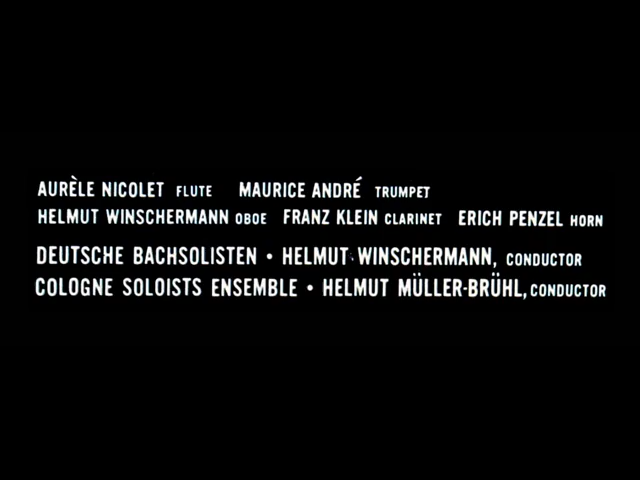 AURÈLE NICOLET FLUTE MAURICE ANDRÉ TRUMPET
HELMUT WINSCHERMANN OBOE FRANZ KLEIN CLARINET ERICH PENZEL HORN
DEUTSCHE BACHSOLISTEN • HELMUT WINSCHERMANN, CONDUCTOR
COLOGNE SOLOISTS ENSEMBLE • HELMUT MÜLLER-BRÜHL, CONDUCTOR